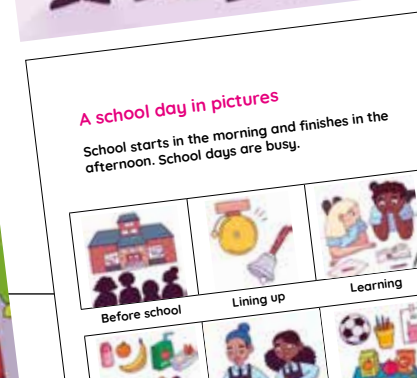 A school day in pictures
School starts in the morning and finishes in the
afternoon. School days are busy.
Before school
Lining up
Learning